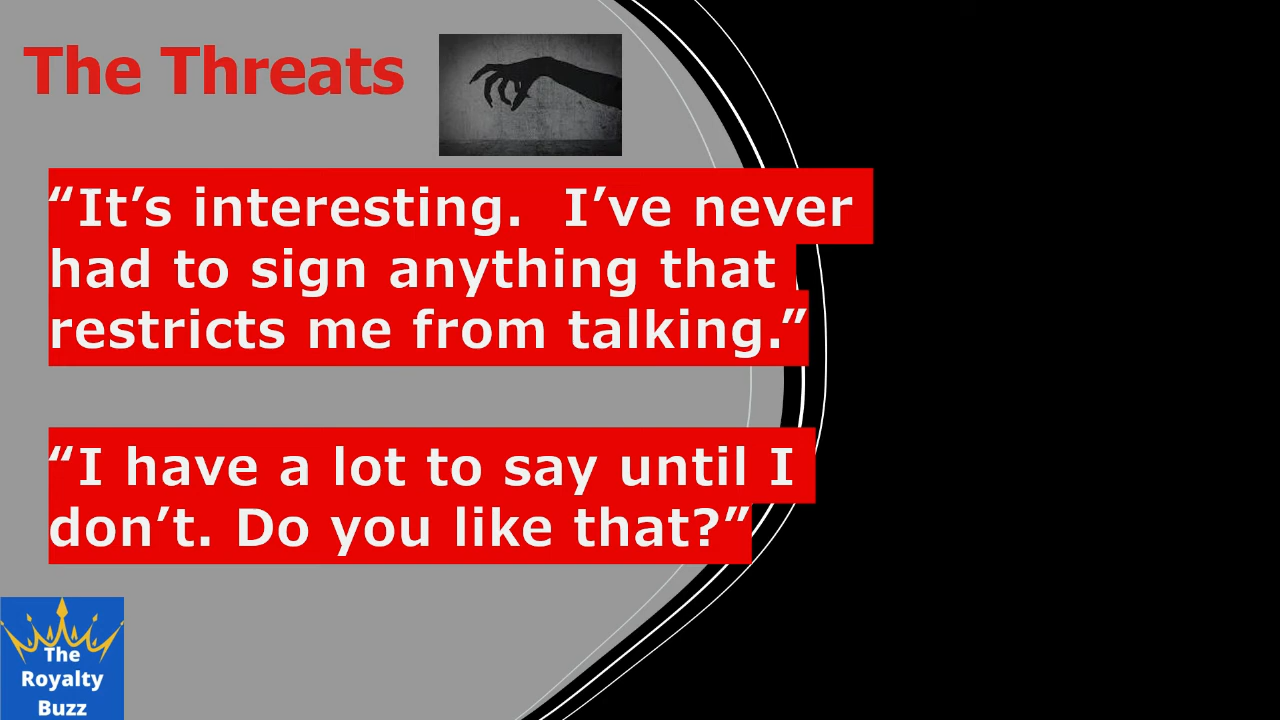 The Threats
“It’s interesting.  I’ve never
had to sign anything that
restricts me from talking.”
“I have a lot to say until I
don’t. Do you like that?”
The
Royalty
Buzz